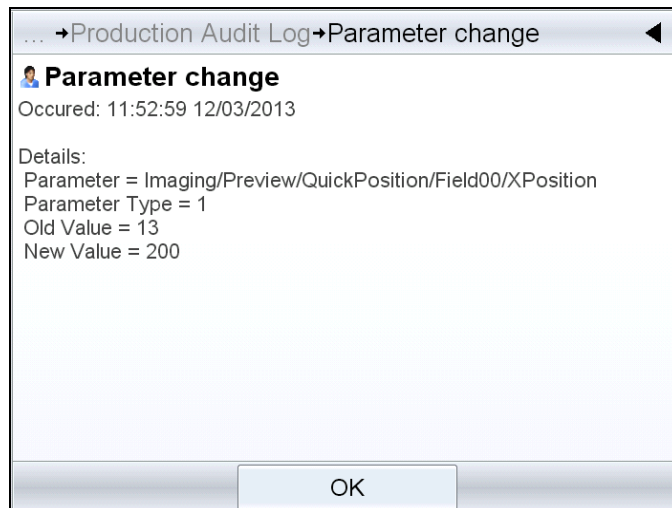 ... →Production Audit Log→Parameter change
Parameter change
Occured: 11:52:59 12/03/2013
Details:
Parameter = Imaging/Preview/QuickPosition/Field00/XPosition
Parameter Type = 1
Old Value = 13
New Value = 200
OK